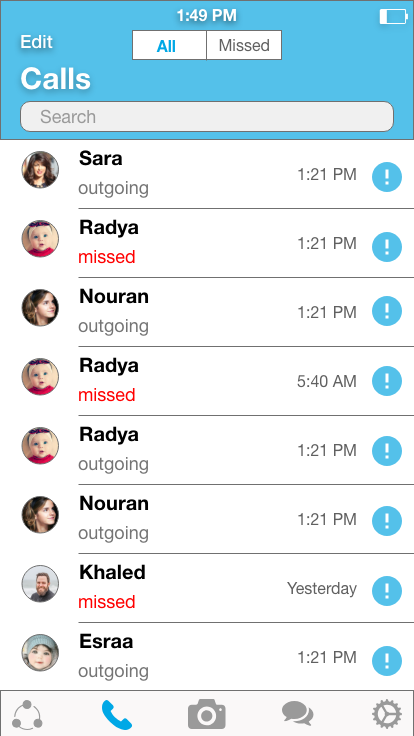 1:49 PM
Edit
All Missed
Calls
Search
Sara
1:21 PM
outgoing
Radya
1:21 PM
missed
Nouran
1:21 PM
outgoing
Radya
5:40 AM
missed
Radya
1:21 PM
outgoing
Nouran
1:21 PM
outgoing
Khaled
Yesterday
missed
Esraa
1:21 PM
outgoing